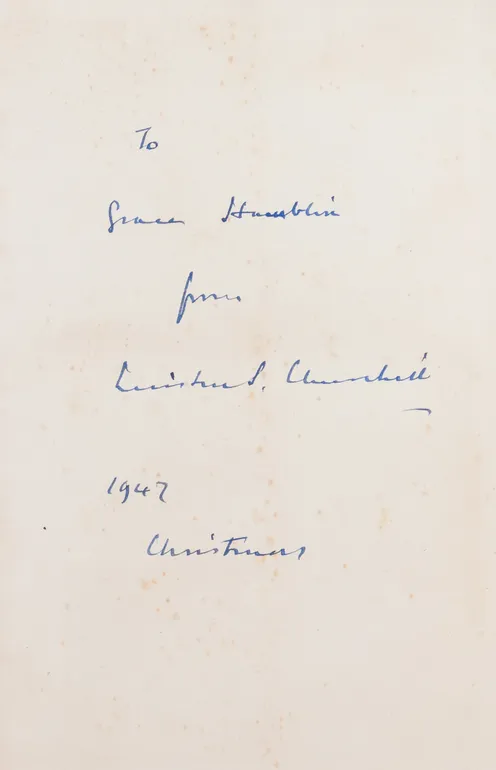 To
Grace Hamblin
from
Winston S. Churchill
1947
Christmas